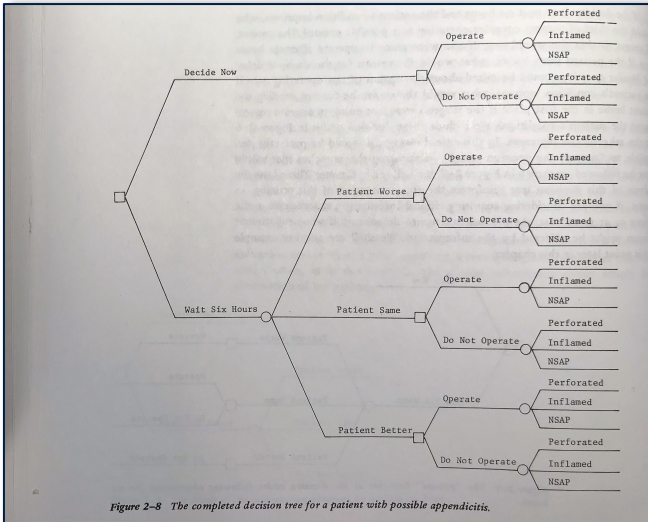 Perforated
Operate
Inflamed
NSAP
Decide Now
Perforated
Do Not Operate
Inflamed
NSAP
Perforated
Operate
Inflamed
NSAP
Patient Worse
Perforated
Do Not Operate
Inflamed
NSAP
Perforated
Operate
Inflamed
NSAP
Wait Six Hours
Patient Same
Perforated
Do Not Operate
Inflamed
NSAP
Perforated
Operate
Inflamed
NSAP
Patient Better
Perforated
Do Not Operate
Inflamed
NSAP
Figure 2–8 The completed decision tree for a patient with possible appendicitis.